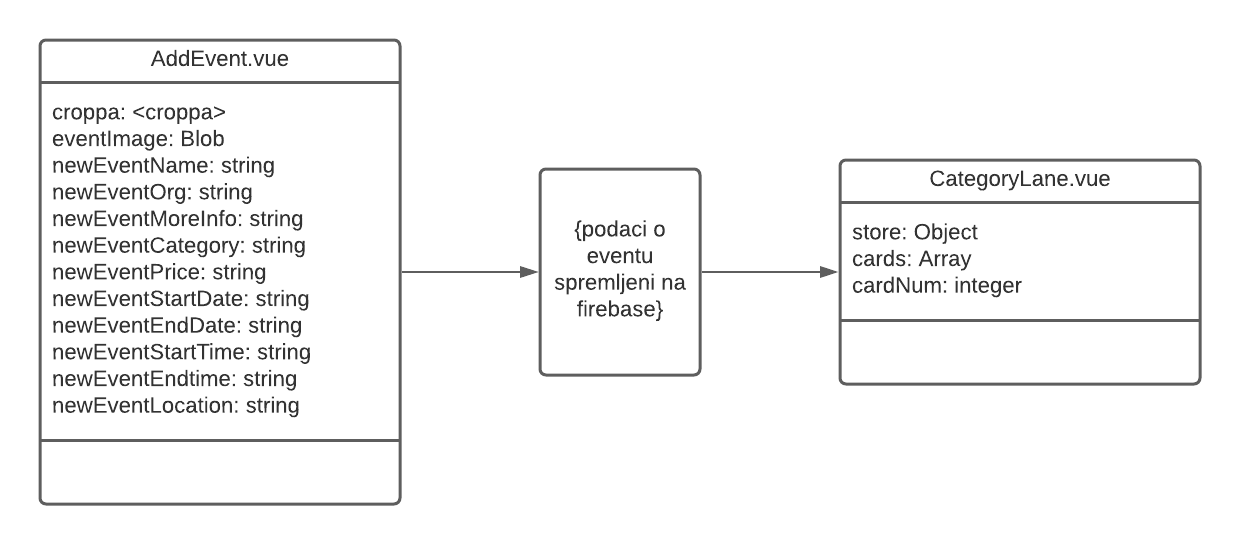 AddEvent.vue
croppa: <croppa>
eventImage: Blob
newEventName: string
newEventOrg: string
newEventMoreInfo: string
newEventCategory: string
newEventPrice: string
newEventStartDate: string
newEventEndDate: string
newEventStartTime: string
newEventEndtime: string
newEventLocation: string
{podaci o
eventu
spremljeni na
firebase}
CategoryLane.vue
store: Object
cards: Array
cardNum: integer